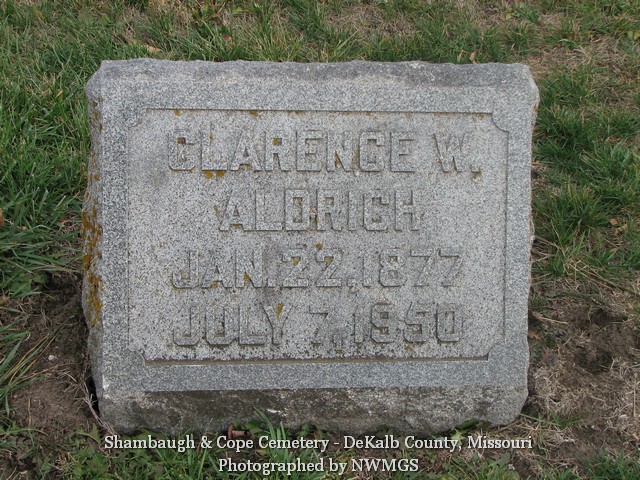 CLARENCE W.
ALDRICH
JAN. 22, 1877
JULY 7, 1950
Shambaugh & Cope Cemetery - DeKalb County, Missouri
Photographed by NWMGS